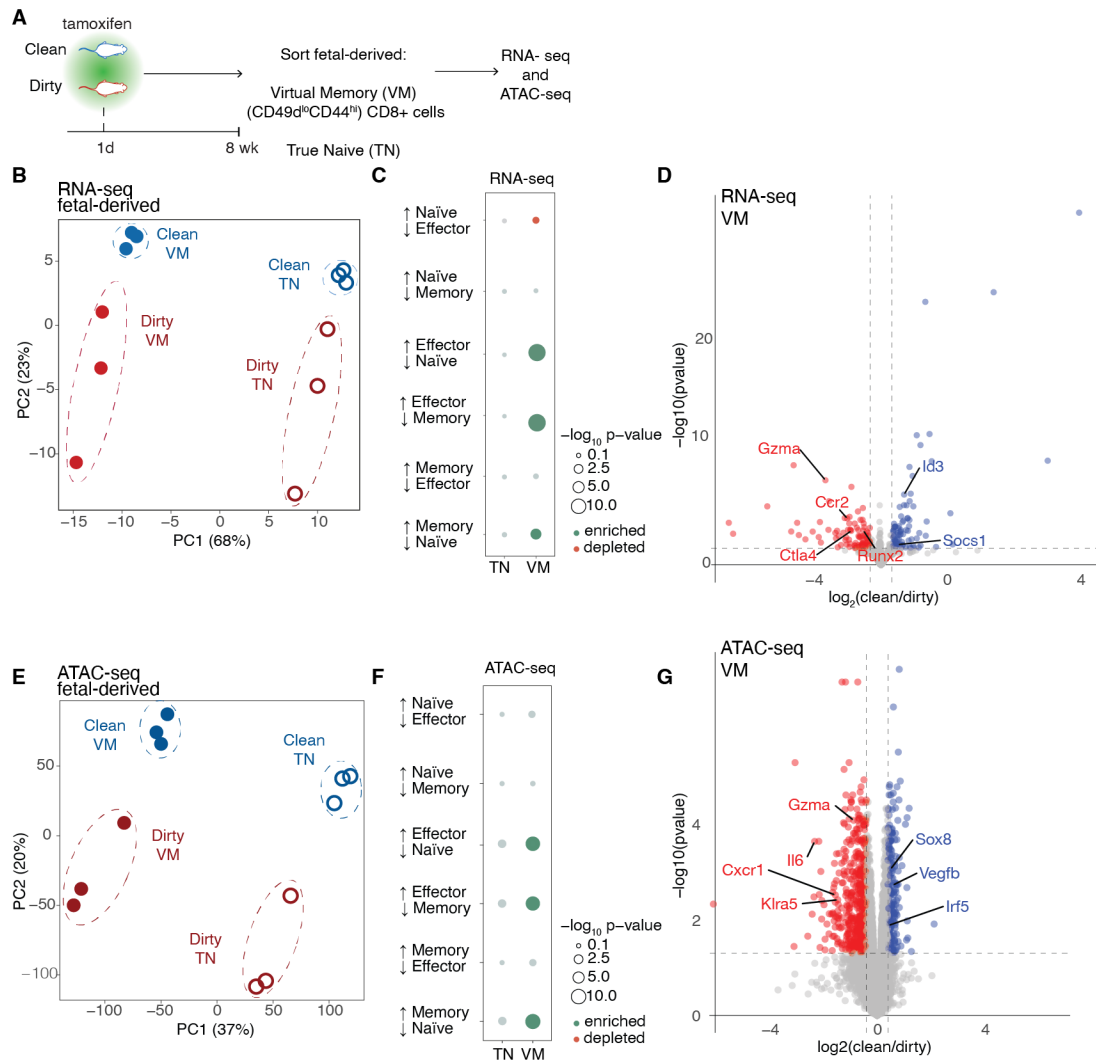 A
tamoxifen
Clean
Dirty
1d
8 wk
Sort fetal-derived:
Virtual Memory (VM)
(CD49dloCD44hi) CD8+ cells
True Naive (TN)
RNA- seq
and
ATAC-seq
B
RNA-seq
fetal-derived
Clean
VM
Clean
TN
Dirty
VM
Dirty
TN
5
0
−5
−10
PC2 (23%)
−15
−10
−5
0
5
10
PC1 (68%)
C
RNA-seq
↑ Naïve
↓ Effector
↑ Naïve
↓ Memory
↑ Effector
↓ Naïve
↑ Effector
↓ Memory
↑ Memory
↓ Effector
↑ Memory
↓ Naïve
TN
VM
−log10 p-value
0.1
2.5
5.0
10.0
enriched
depleted
D
RNA-seq
VM
20
10
0
−log10(pvalue)
Gzma
Ccr2
Ctla4
Runx2
Id3
Socs1
−4
0
4
log2(clean/dirty)
E
ATAC-seq
fetal-derived
Clean
VM
Clean
TN
Dirty
VM
Dirty
TN
50
0
−50
−100
PC2 (20%)
−100
−50
0
50
100
PC1 (37%)
F
ATAC-seq
↑ Naïve
↓ Effector
↑ Naïve
↓ Memory
↑ Effector
↓ Naïve
↑ Effector
↓ Memory
↑ Memory
↓ Effector
↑ Memory
↓ Naïve
TN
VM
−log10 p-value
0.1
2.5
5.0
10.0
enriched
depleted
G
ATAC-seq
VM
4
2
0
−log10(pvalue)
Gzma
Il6
Cxcr1
Klra5
Sox8
Vegfb
Irf5
−4
0
4
log2(clean/dirty)